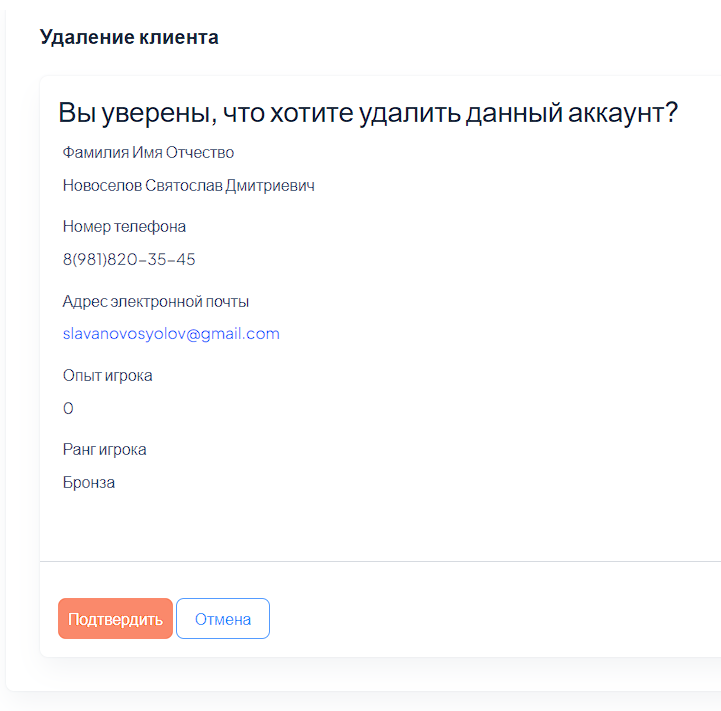 Удаление клиента
Вы уверены, что хотите удалить данный аккаунт?
Фамилия Имя Отчество
Новоселов Святослав Дмитриевич
Номер телефона
8(981)820-35-45
Адрес электронной почты
slavanovosyolov@gmail.com
Опыт игрока
0
Ранг игрока
Бронза
Подтвердить Отмена